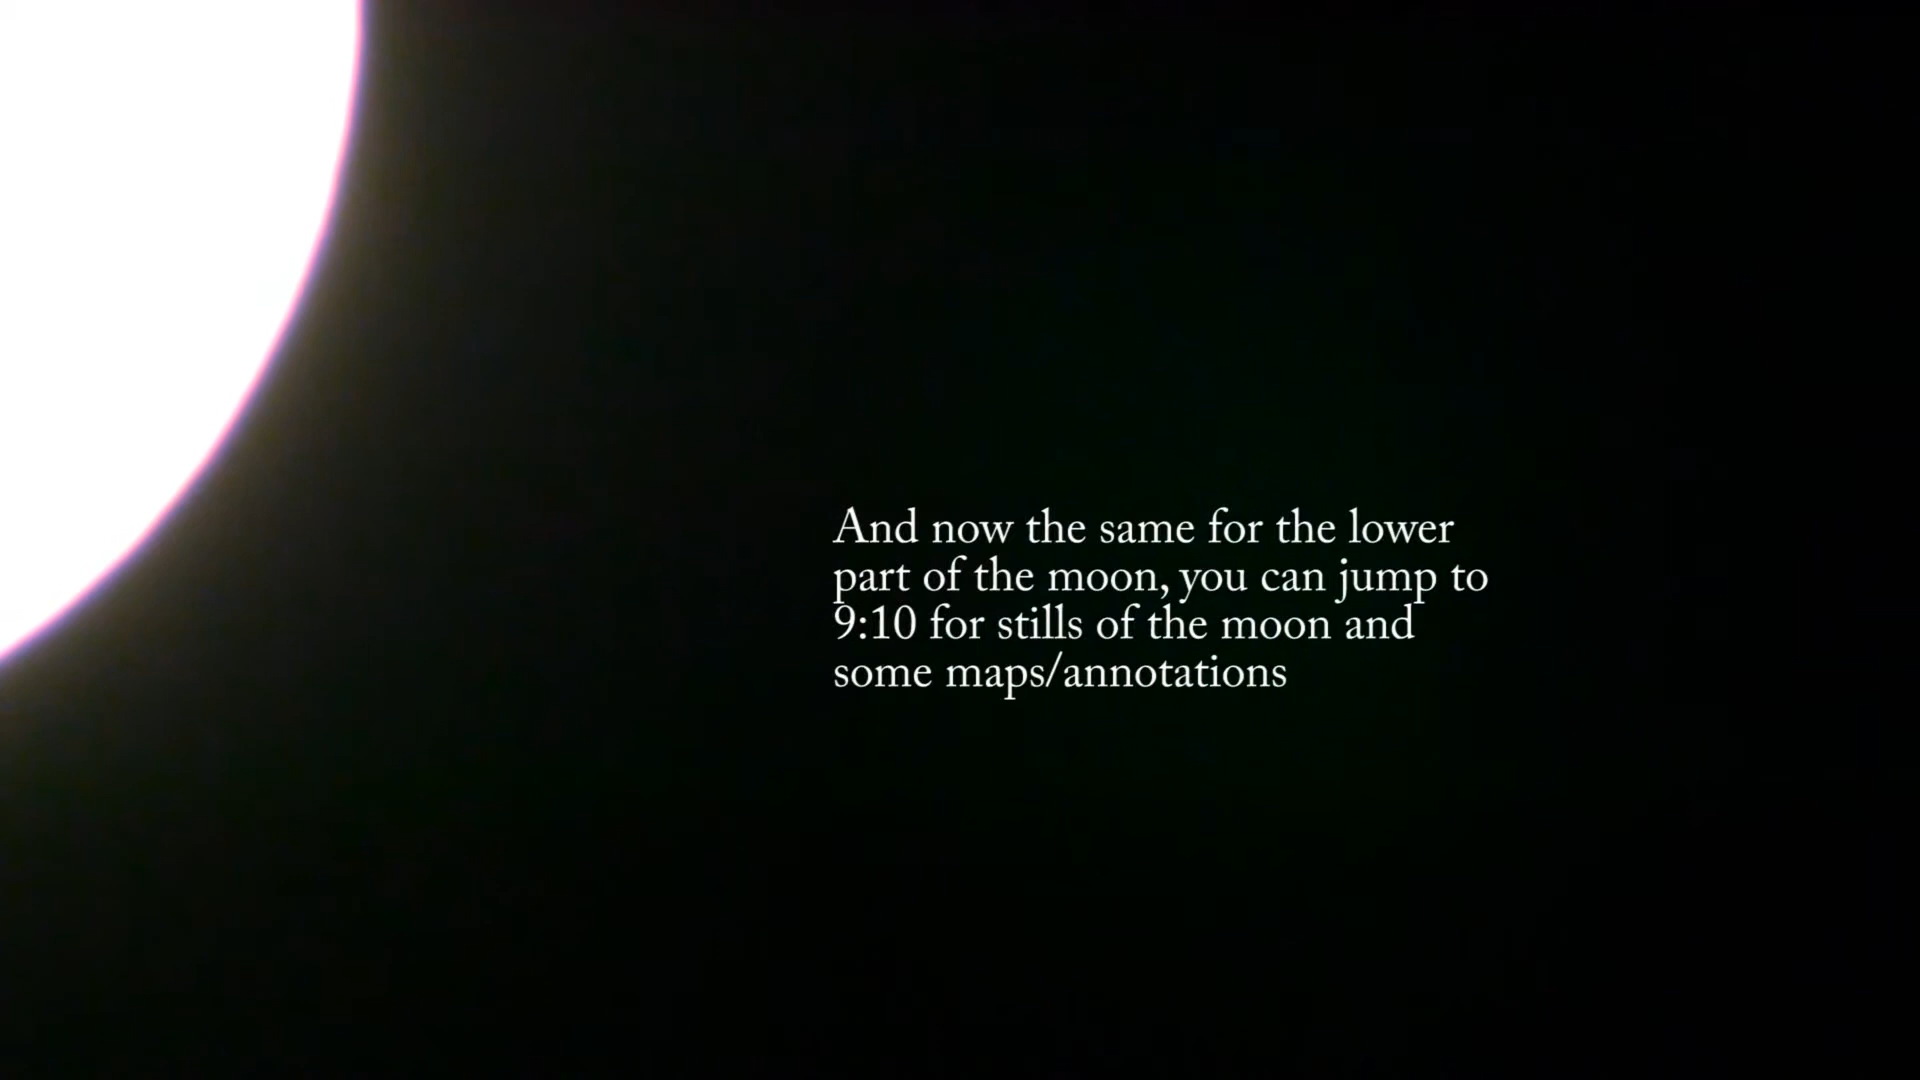 And now the same for the lower
part of the moon, you can jump to
9:10 for stills of the moon and
some maps/annotations